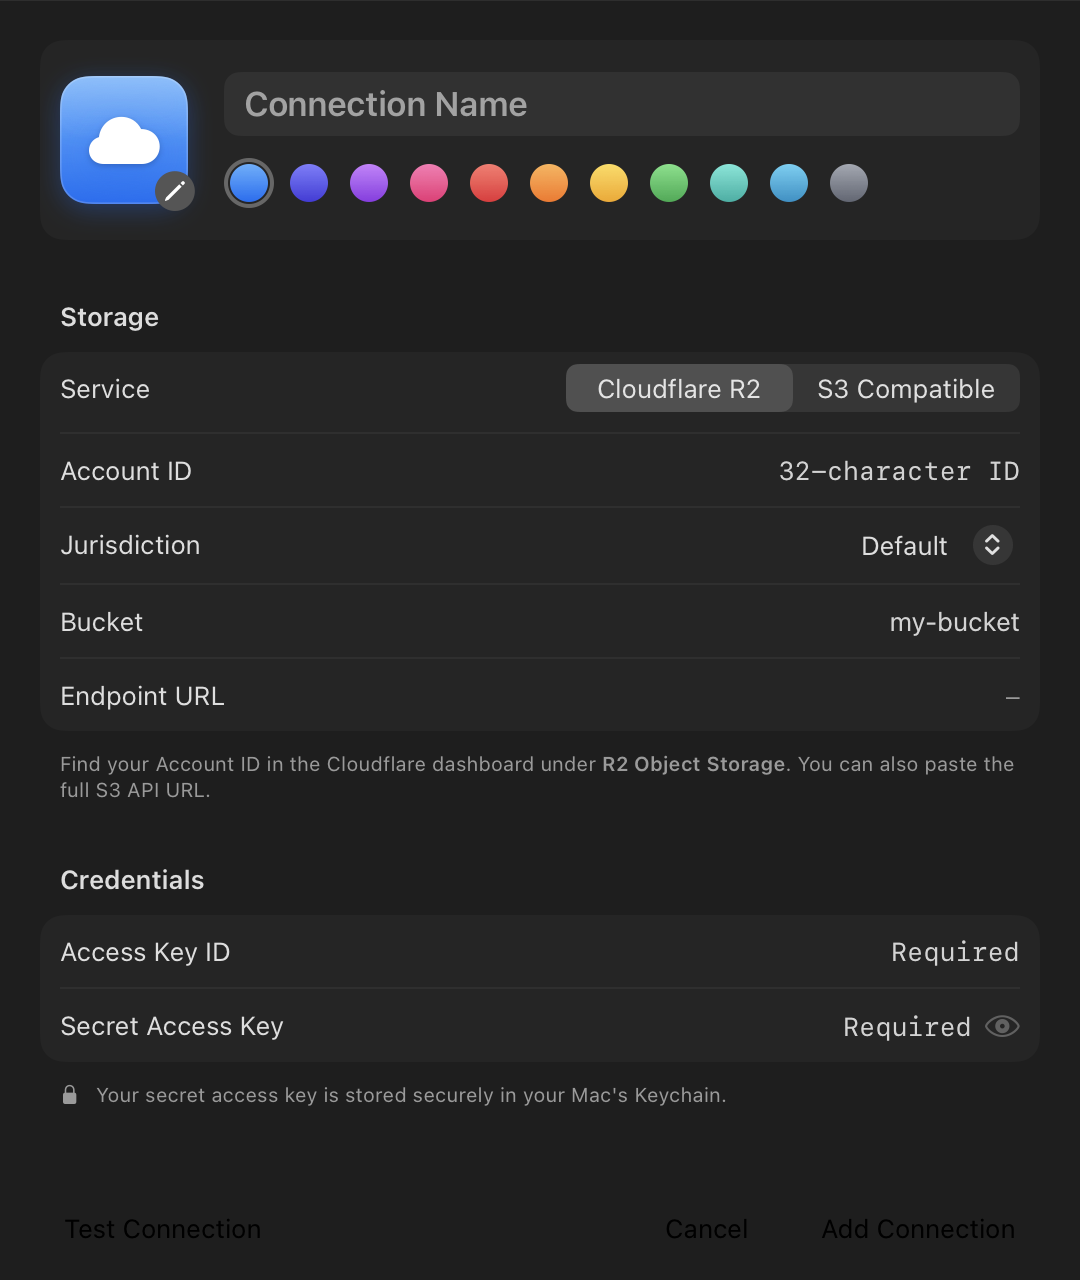 Connection Name
Storage
Service Cloudflare R2 S3 Compatible
Account ID 32-character ID
Jurisdiction Default
Bucket my-bucket
Endpoint URL –
Find your Account ID in the Cloudflare dashboard under R2 Object Storage. You can also paste the
full S3 API URL.
Credentials
Access Key ID Required
Secret Access Key Required
Your secret access key is stored securely in your Mac's Keychain.
Test Connection Cancel Add Connection